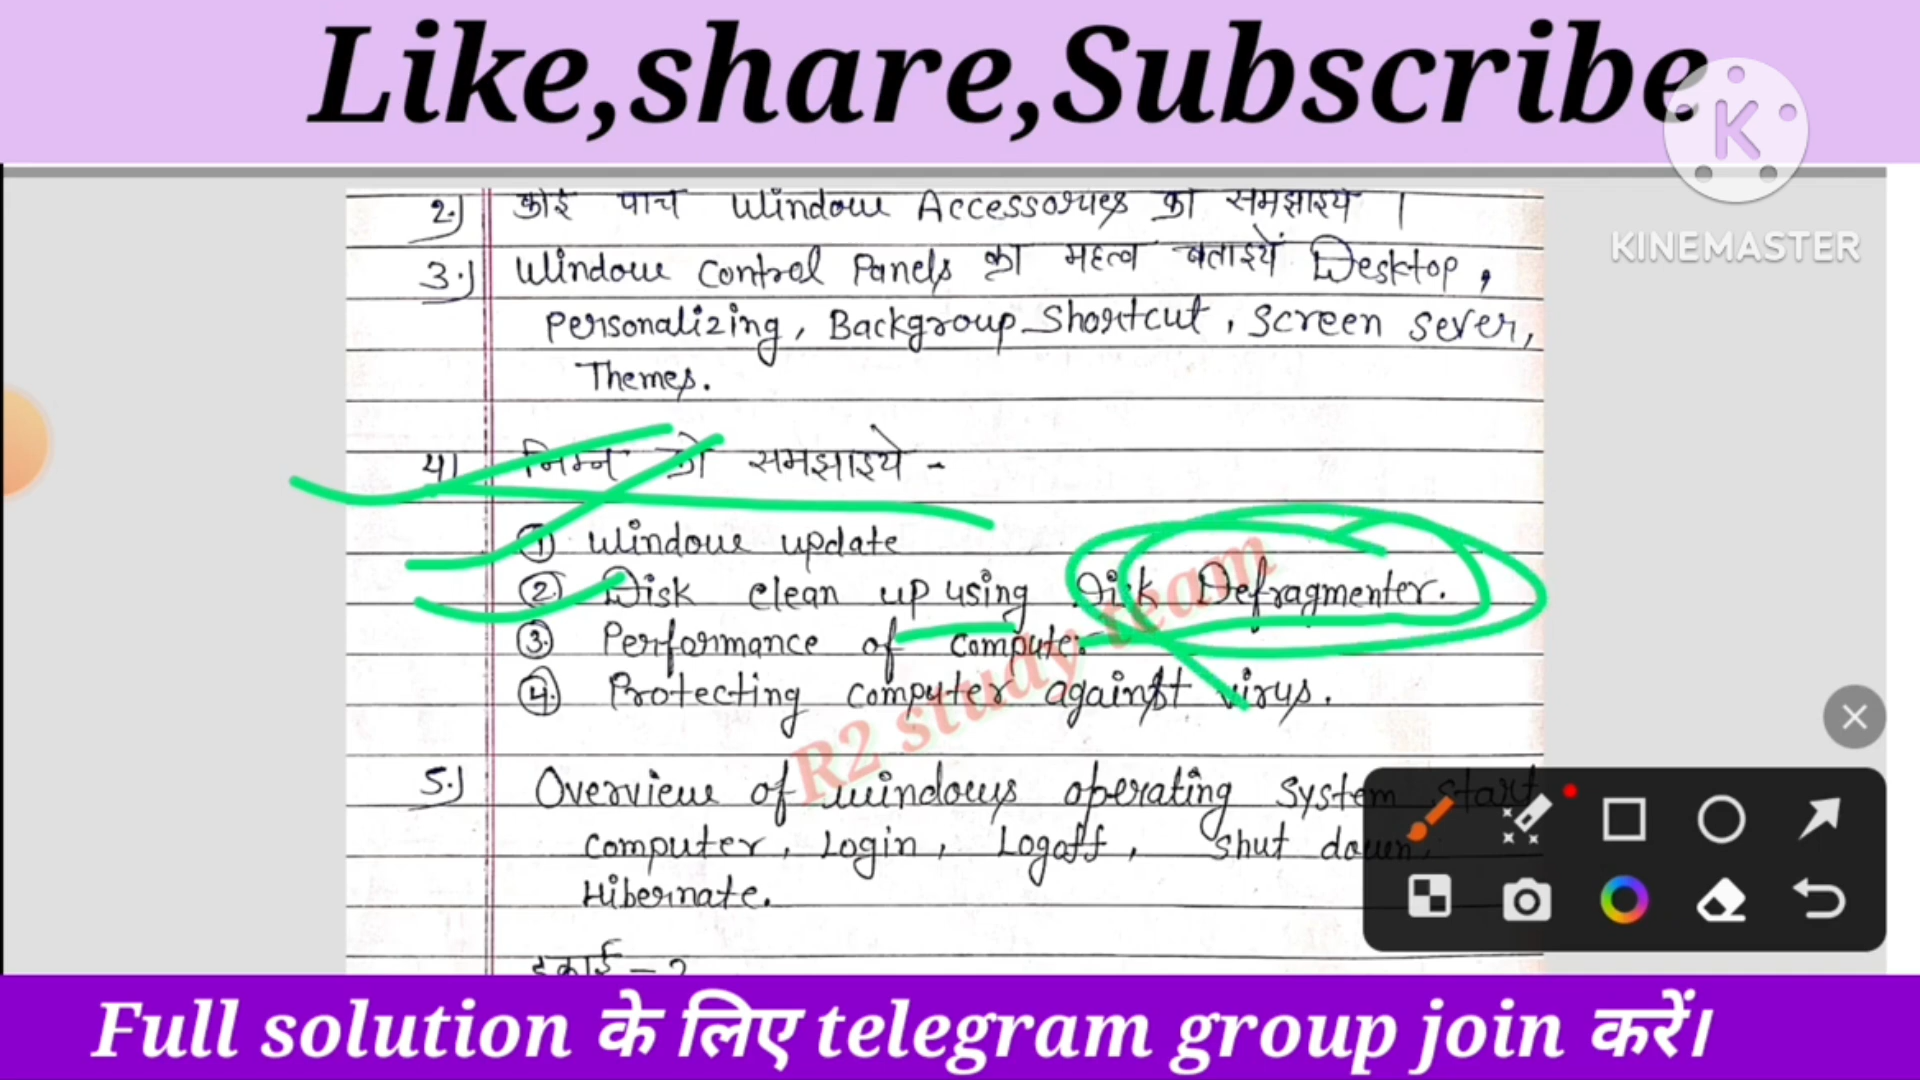 Like,share,Subscribe
K
KINEMASTER
2.) कोई पाच Window Accessories का समझाइये ।
3.) Window Control Panels का महत्व बताइयें Desktop,
Personalizing, Backgroup Shortcut, Screen Sever,
Themes.
4) निम्न को समझाइये -
① Window update
② Disk clean up using Disk Defragmenter.
③ Performance of Computer
④ Protecting computer against virus.
R2 study team
5.) Overview of windows operating System start
Computer, Login, Logoff, Shut down,
Hibernate.
इकाई - 2
Full solution के लिए telegram group join करें।